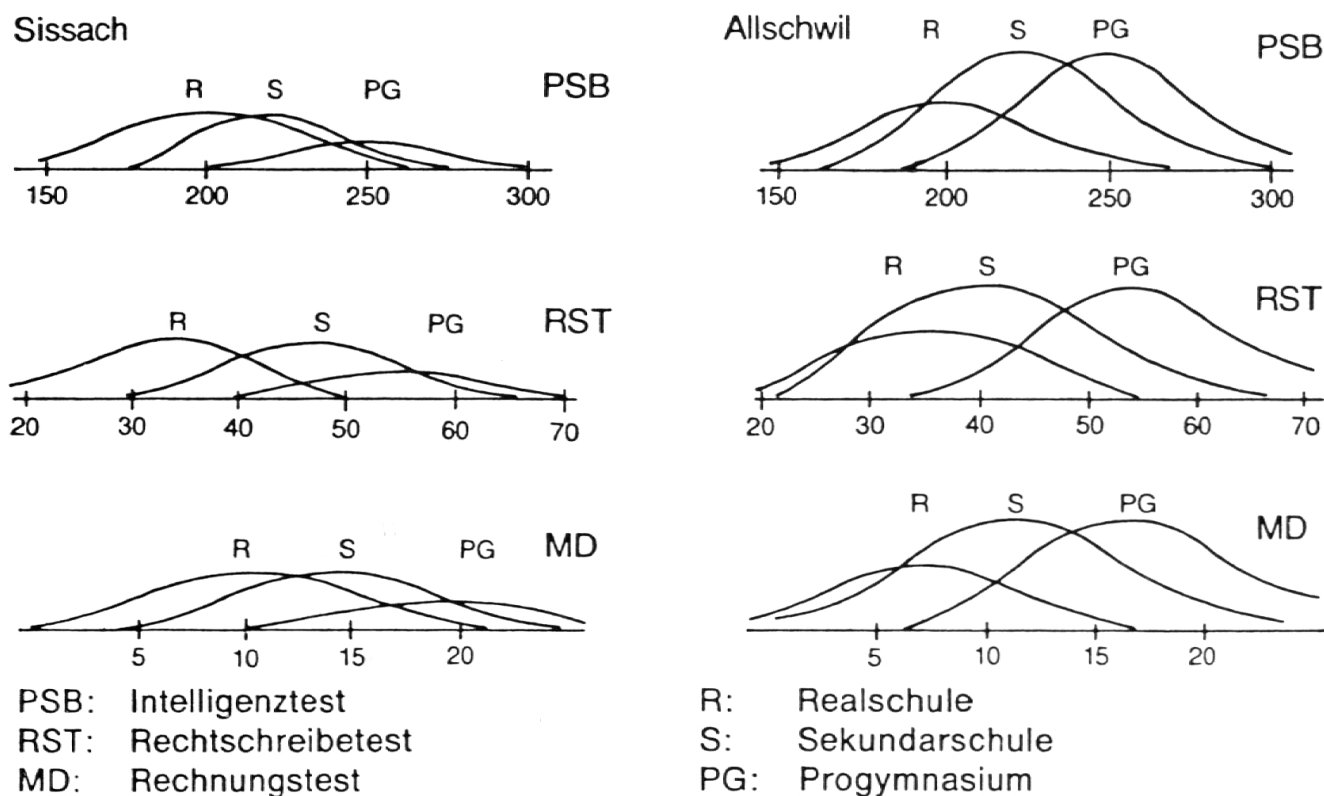 Sissach
R S PG PSB
150 200 250 300
R S PG RST
20 30 40 50 60 70
R S PG MD
5 10 15 20
PSB: Intelligenztest
RST: Rechtschreibetest
MD: Rechnungstest
Allschwil R S PG PSB
150 200 250 300
R S PG RST
20 30 40 50 60 70
R S PG MD
5 10 15 20
R: Realschule
S: Sekundarschule
PG: Progymnasium